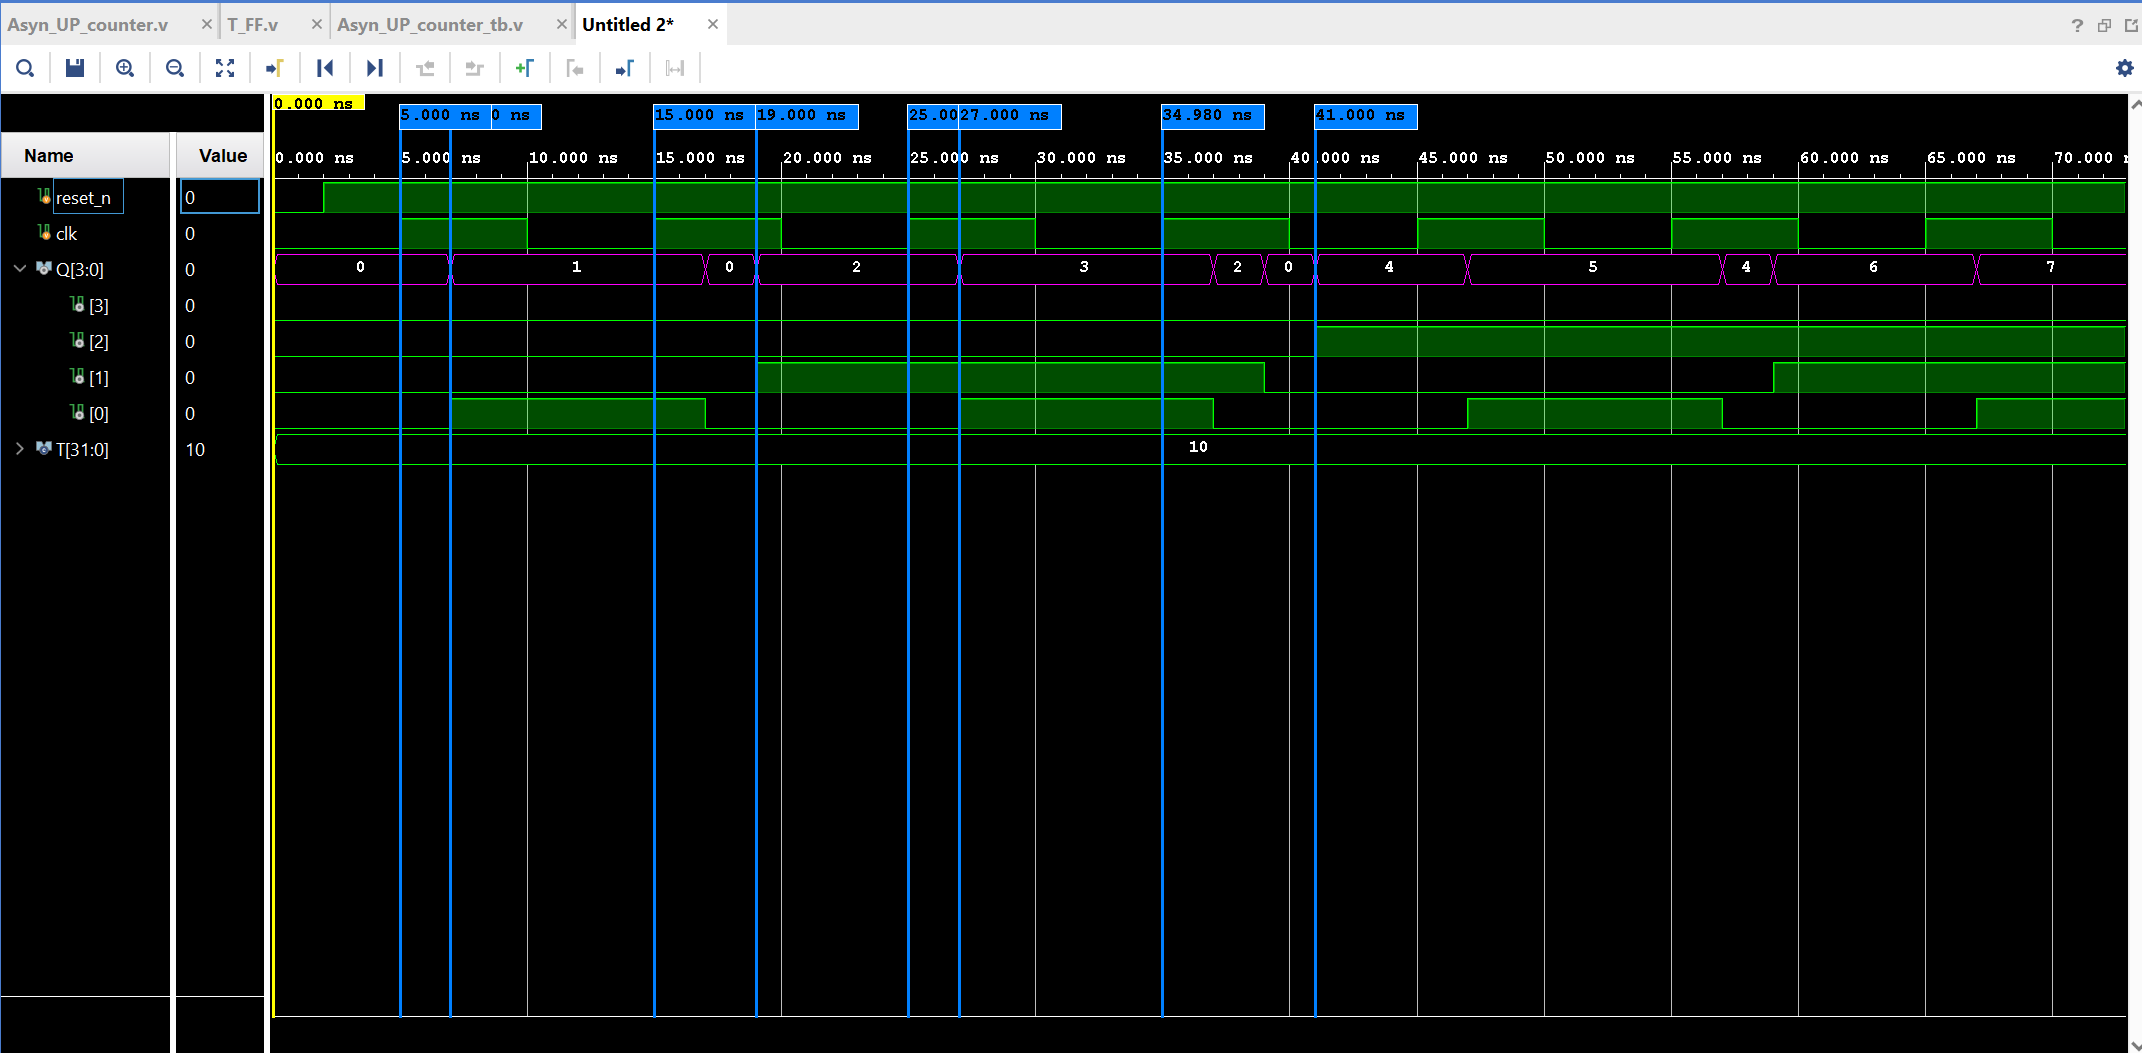 Asyn_UP_counter.v T_FF.v Asyn_UP_counter_tb.v Untitled 2*
0.000 ns
5.000 ns 0 ns 15.000 ns 19.000 ns 25.00 27.000 ns 34.980 ns 41.000 ns
Name Value
0.000 ns 5.000 ns 10.000 ns 15.000 ns 20.000 ns 25.000 ns 30.000 ns 35.000 ns 40.000 ns 45.000 ns 50.000 ns 55.000 ns 60.000 ns 65.000 ns 70.000
reset_n 0
clk 0
Q[3:0] 0 0 1 0 2 3 2 0 4 5 4 6 7
[3] 0
[2] 0
[1] 0
[0] 0
T[31:0] 10 10